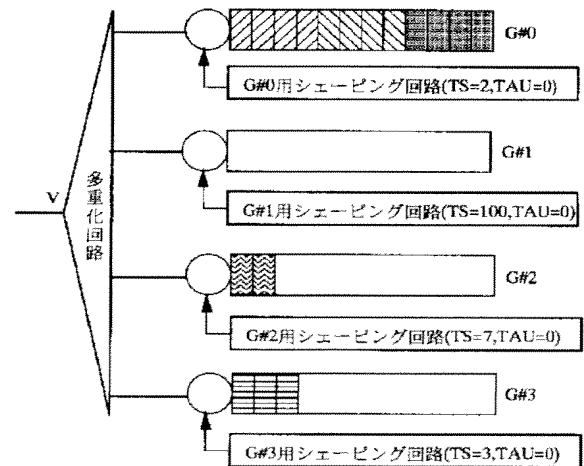 G#0
G#0用シェーピング回路(TS=2,TAU=0)
G#1
G#1用シェーピング回路(TS=100,TAU=0)
V
多重化回路
G#2
G#2用シェーピング回路(TS=7,TAU=0)
G#3
G#3用シェーピング回路(TS=3,TAU=0)